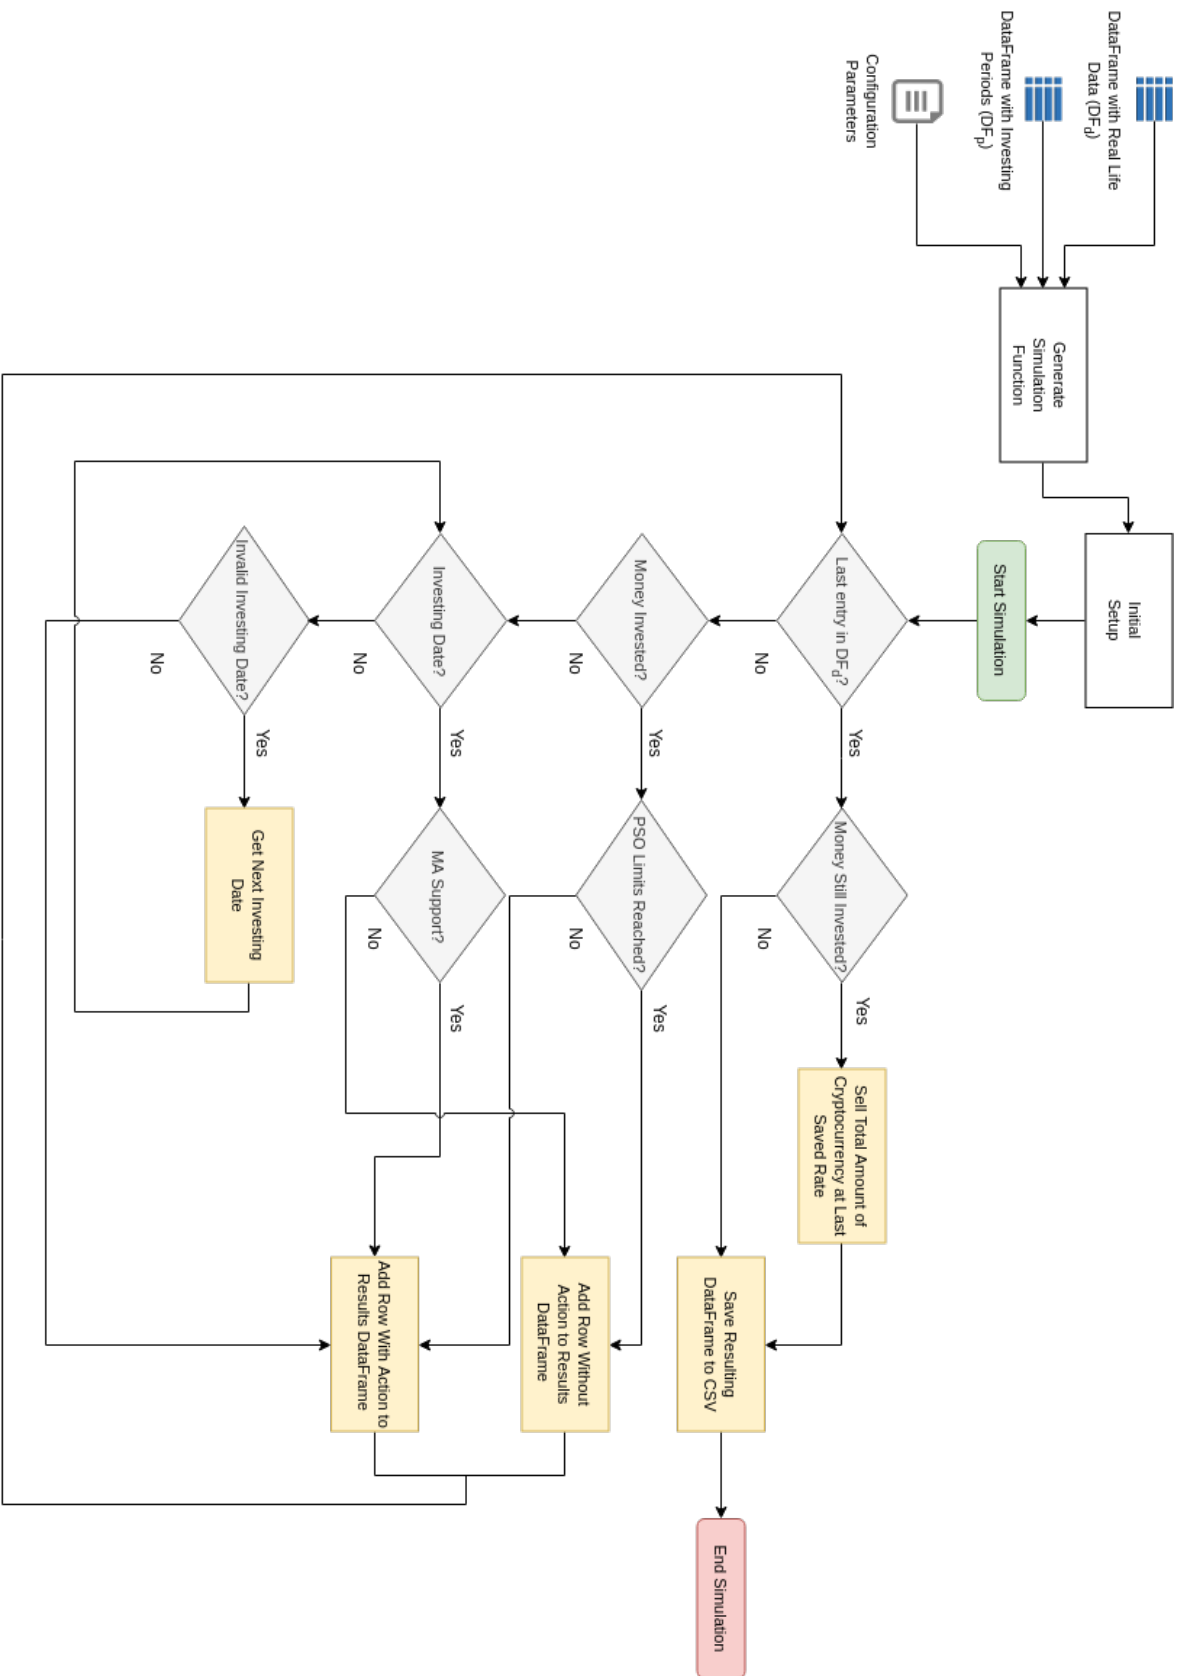 DataFrame with Real Life
Data (DFd)
DataFrame with Investing
Periods (DFp)
Configuration
Parameters
Generate
Simulation
Function
Initial
Setup
Start Simulation
Last entry in DFd?
Yes
No
Money Still Invested?
Yes
No
Sell Total Amount of
Cryptocurrency at Last
Saved Rate
Save Resulting
DataFrame to CSV
End Simulation
Money Invested?
Yes
No
PSO Limits Reached?
Yes
No
Add Row Without
Action to Results
DataFrame
Investing Date?
Yes
No
MA Support?
Yes
No
Add Row With Action to
Results DataFrame
Invalid Investing Date?
Yes
No
Get Next Investing
Date